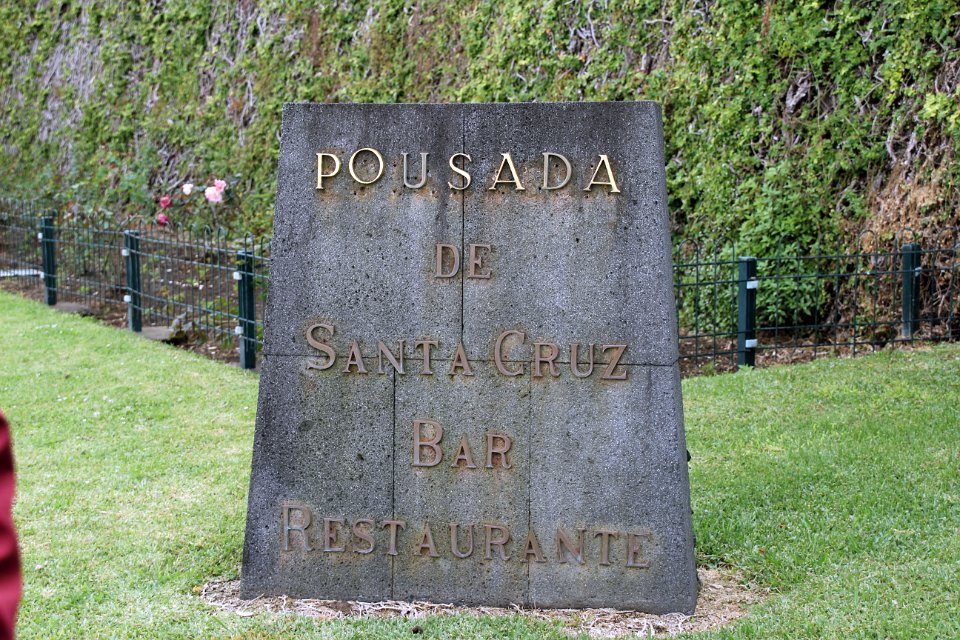 POUSADA
DE
SANTA CRUZ
BAR
RESTAURANTE